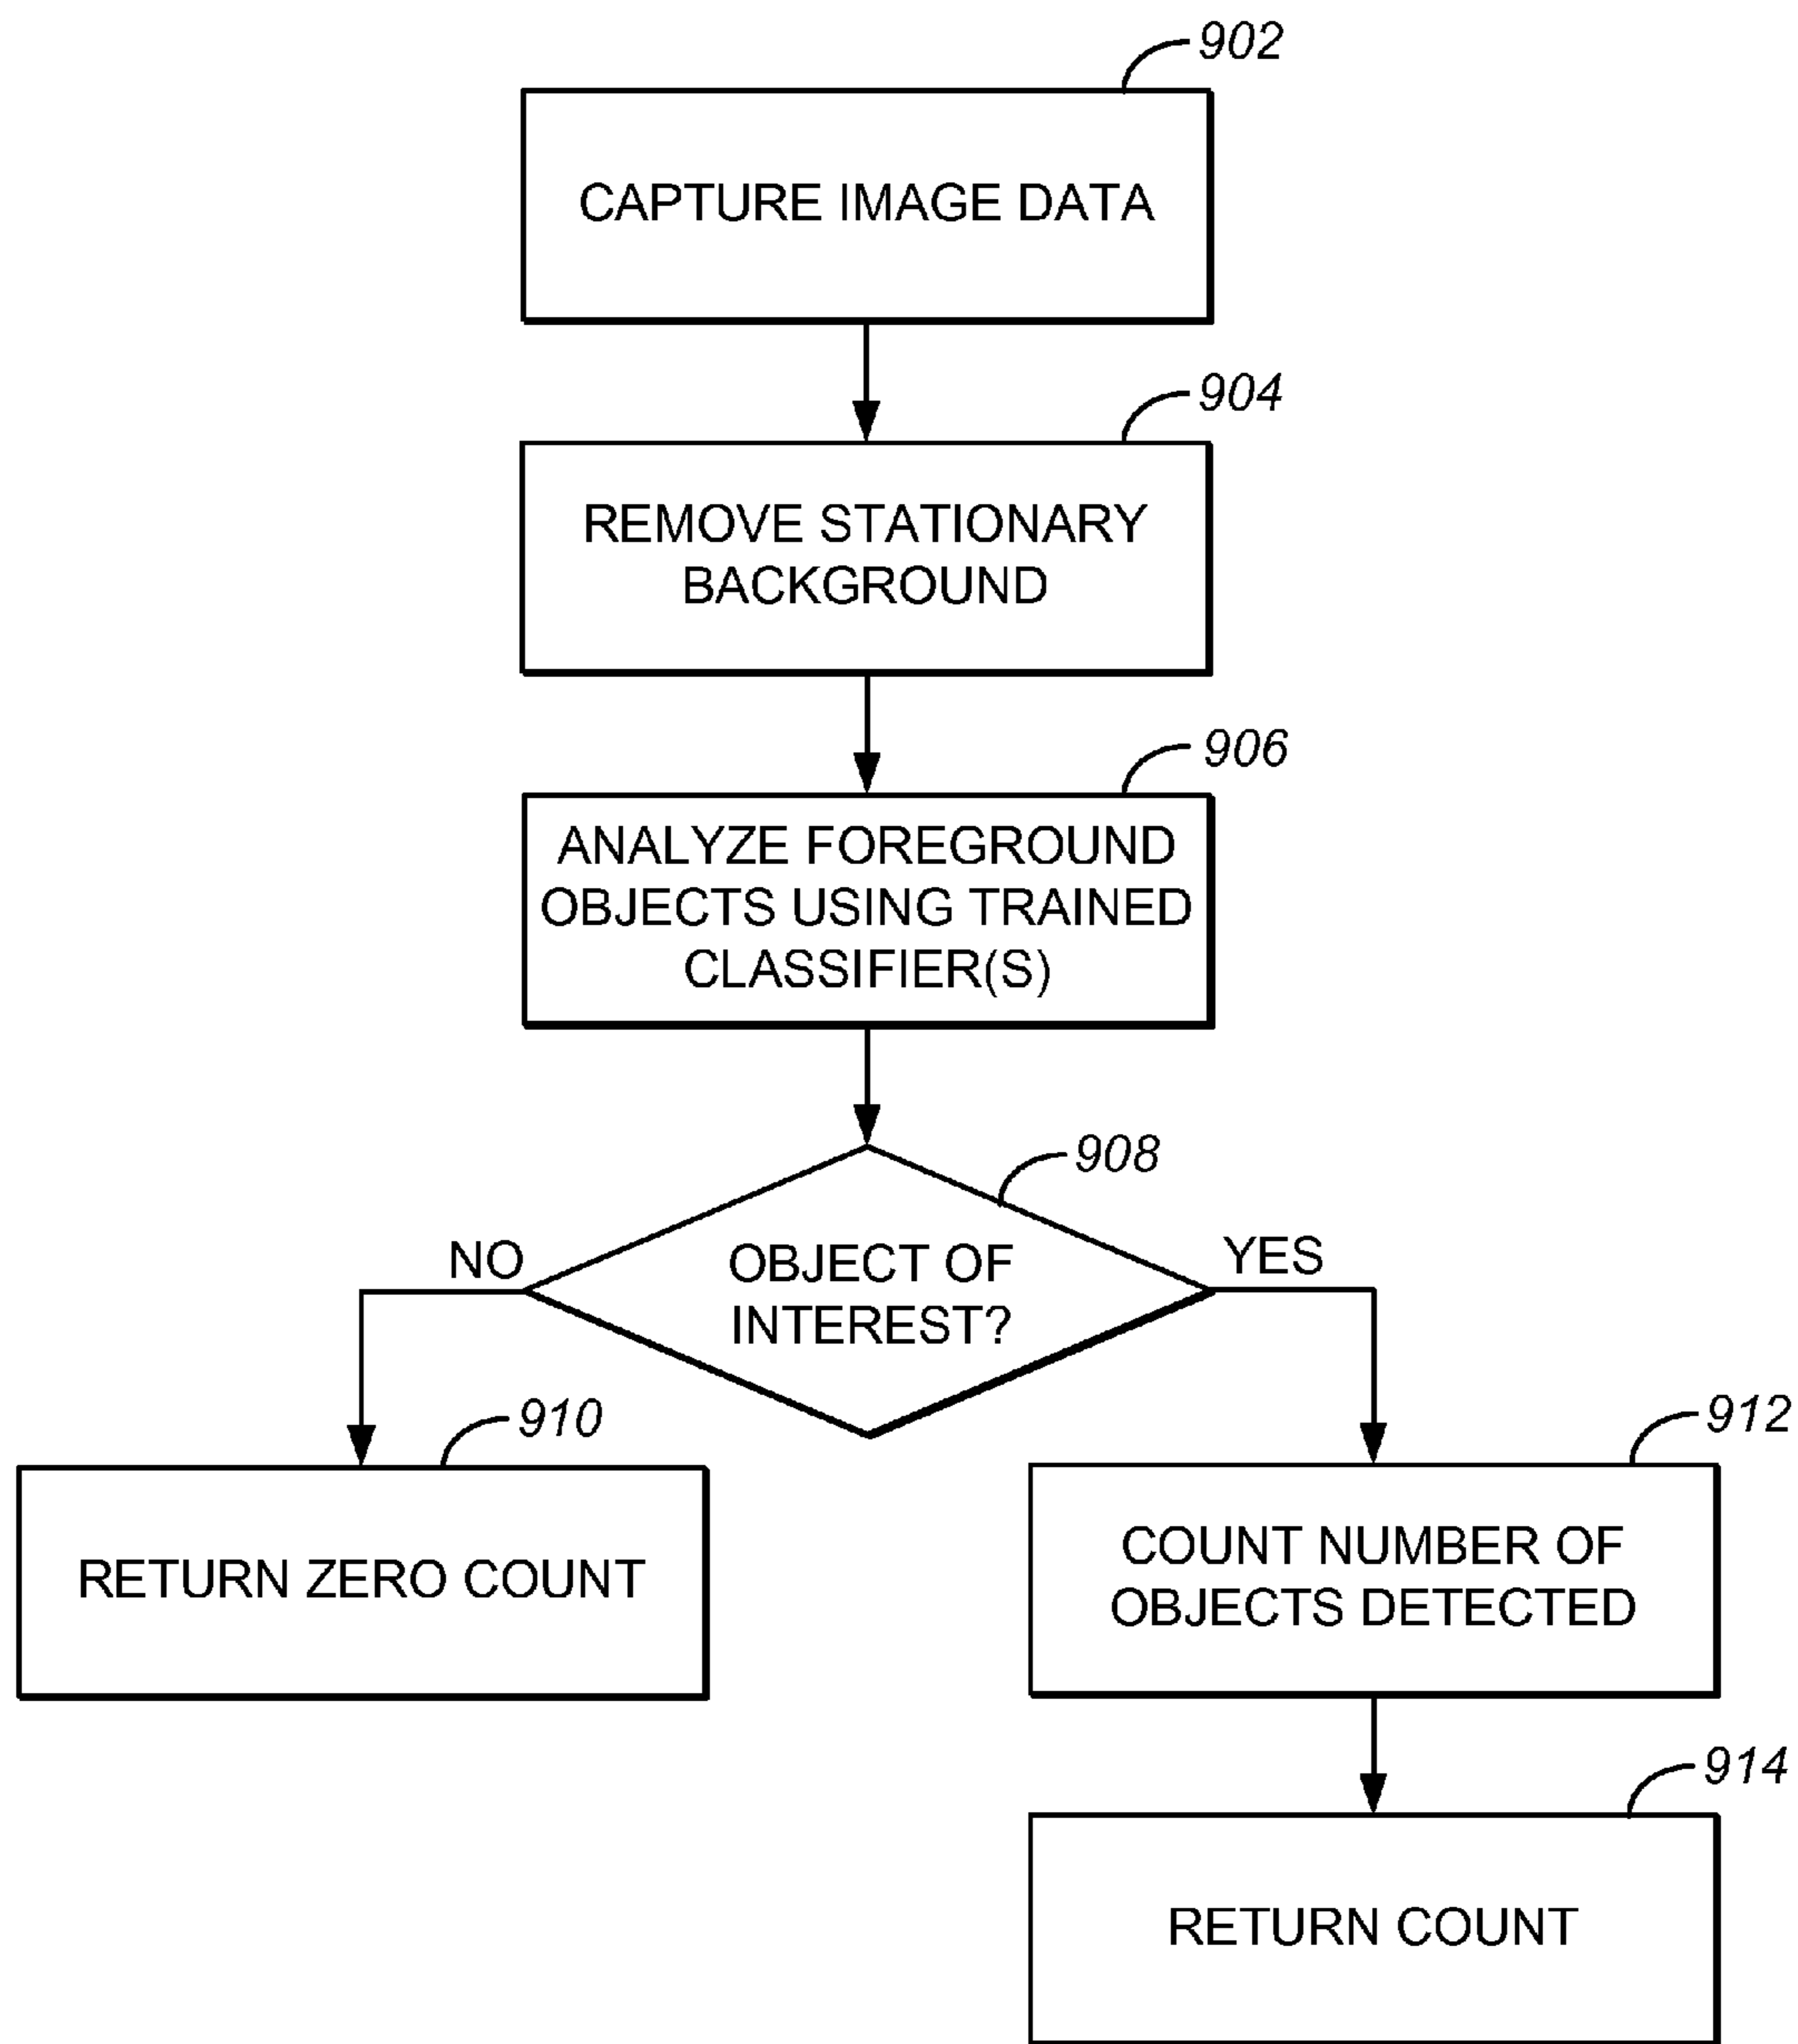 902
CAPTURE IMAGE DATA
904
REMOVE STATIONARY
BACKGROUND
906
ANALYZE FOREGROUND
OBJECTS USING TRAINED
CLASSIFIER(S)
908
NO
OBJECT OF
INTEREST?
YES
910
RETURN ZERO COUNT
912
COUNT NUMBER OF
OBJECTS DETECTED
914
RETURN COUNT